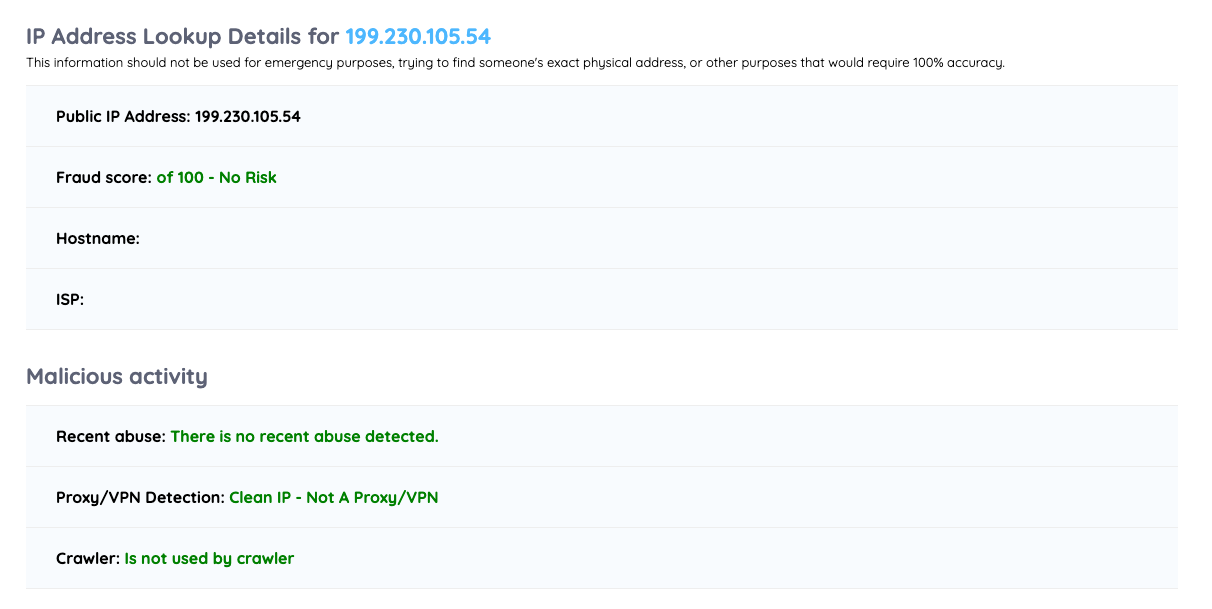 IP Address Lookup Details for 199.230.105.54
This information should not be used for emergency purposes, trying to find someone's exact physical address, or other purposes that would require 100% accuracy.
Public IP Address: 199.230.105.54
Fraud score: of 100 - No Risk
Hostname:
ISP:
Malicious activity
Recent abuse: There is no recent abuse detected.
Proxy/VPN Detection: Clean IP - Not A Proxy/VPN
Crawler: Is not used by crawler